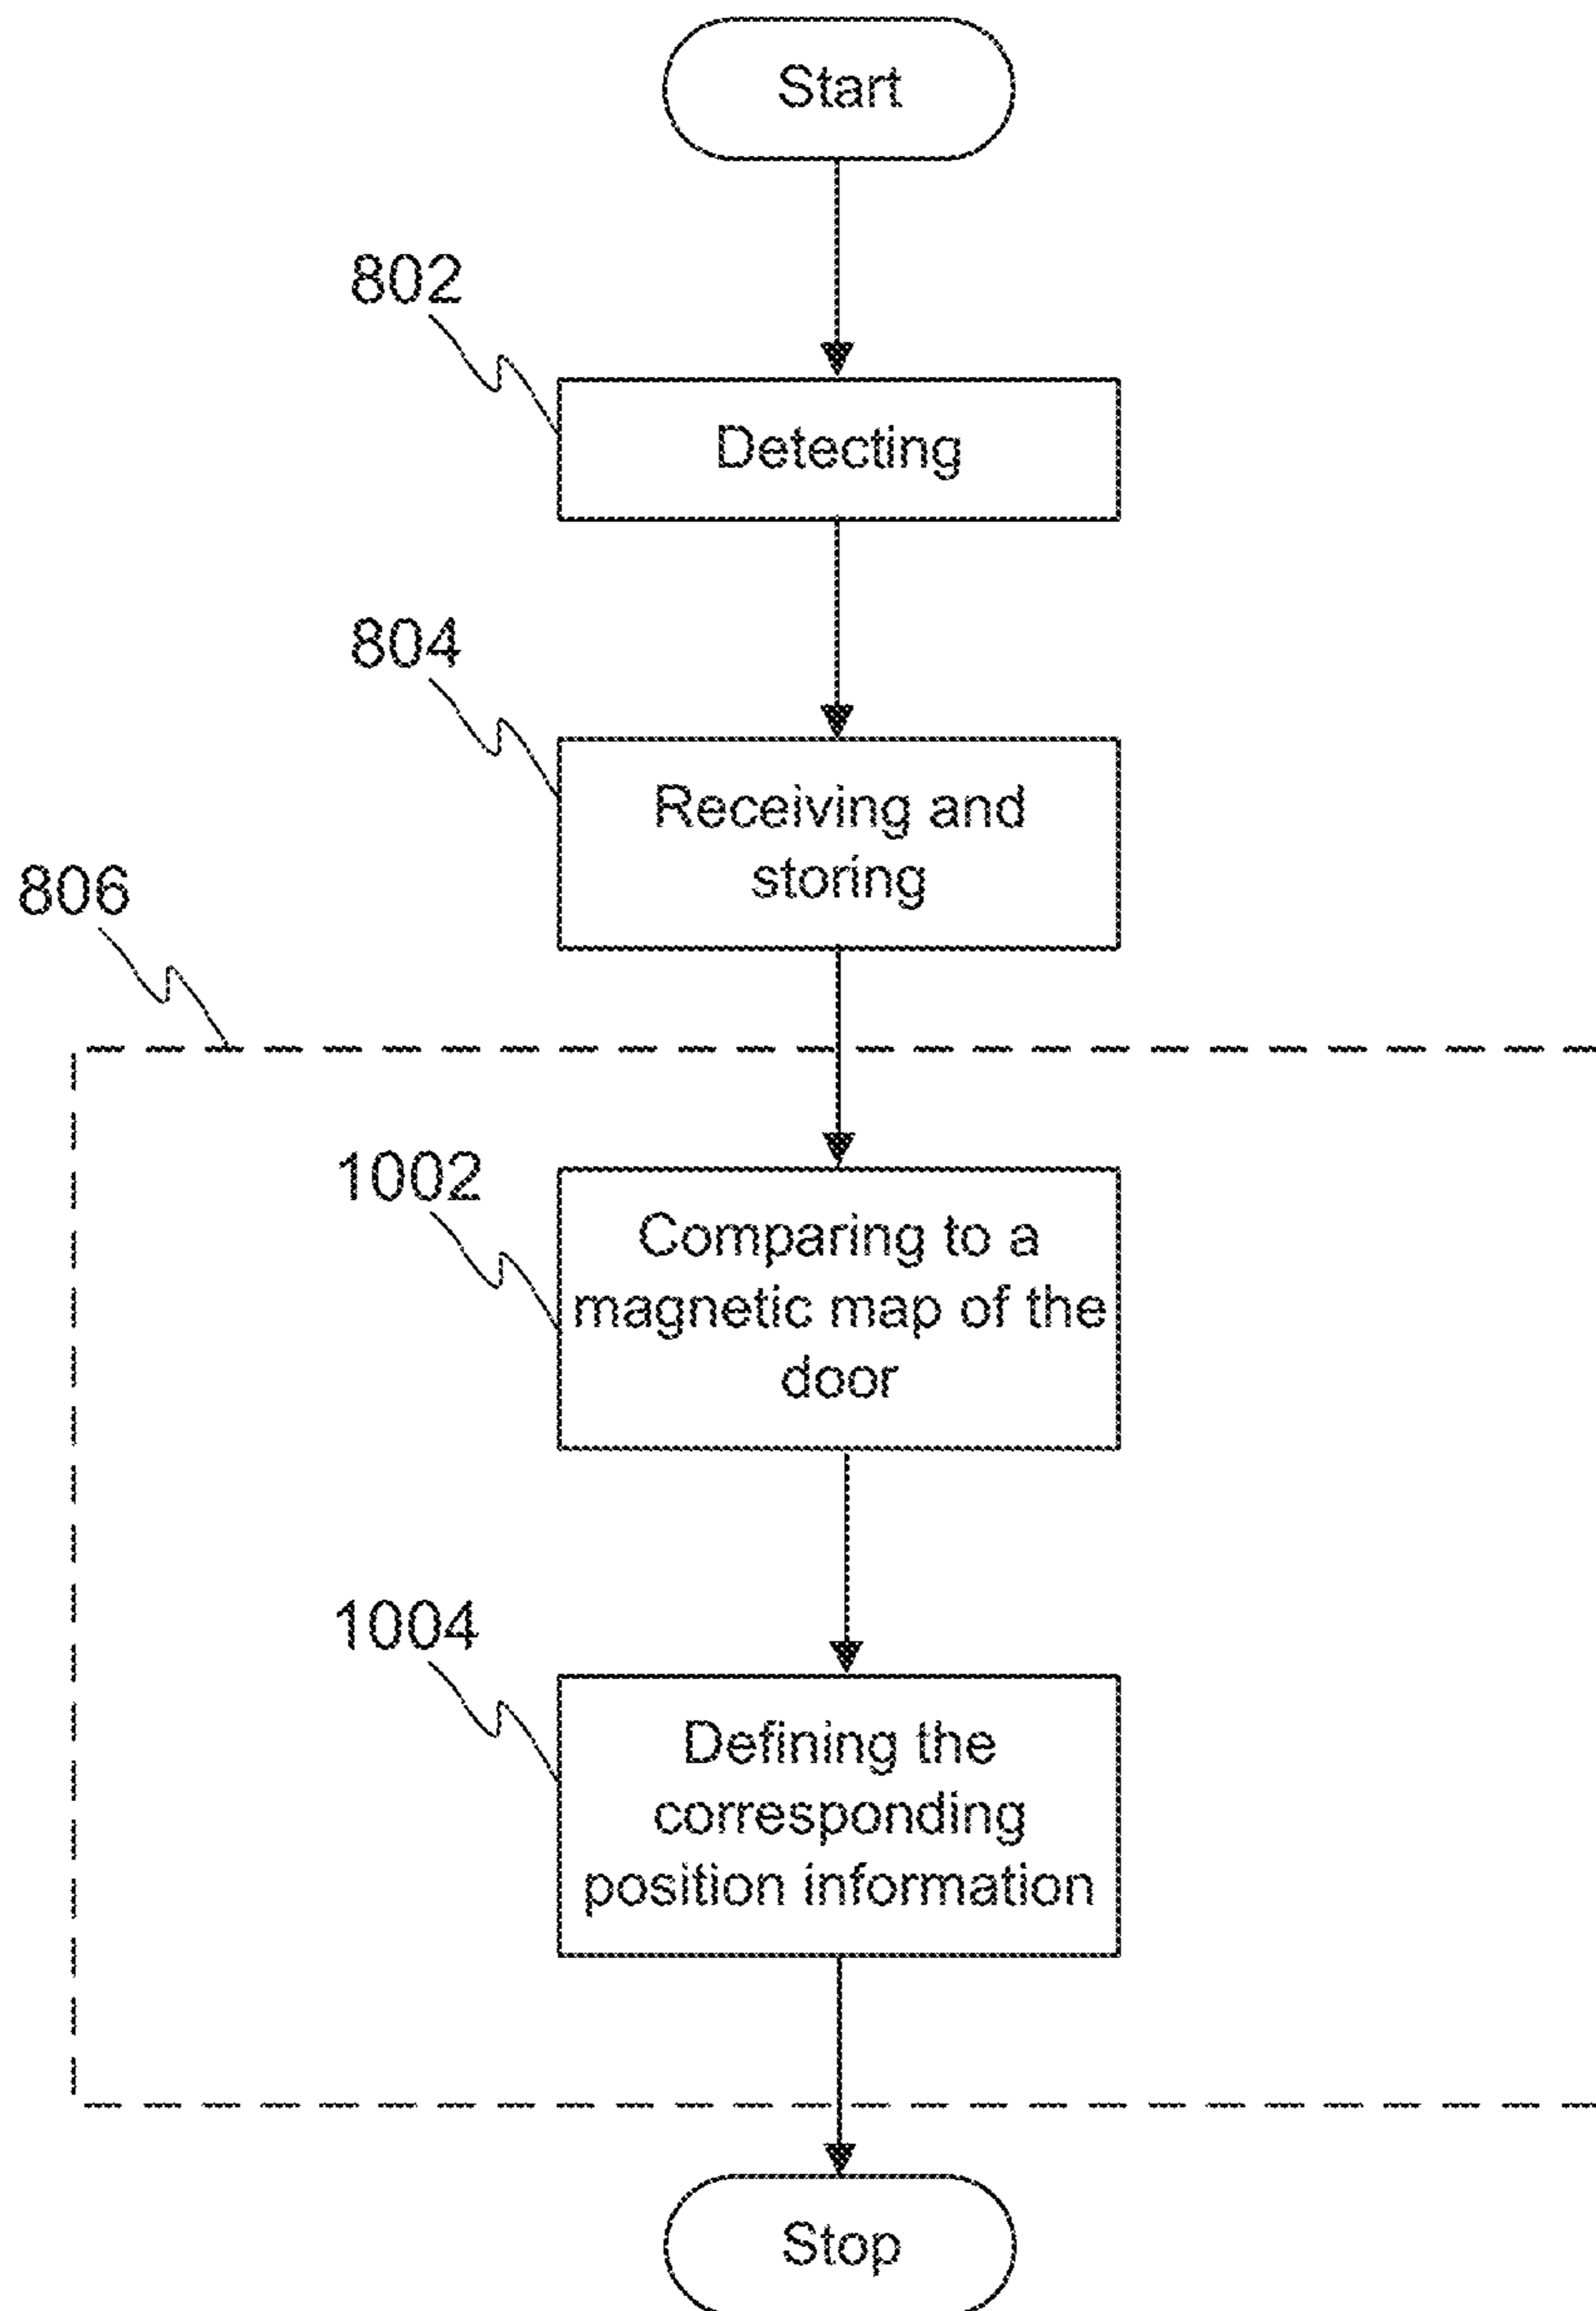 Start
802
Detecting
804
Receiving and
storing
806
1002
Comparing to a
magnetic map of the
door
1004
Defining the
corresponding
position information
Stop